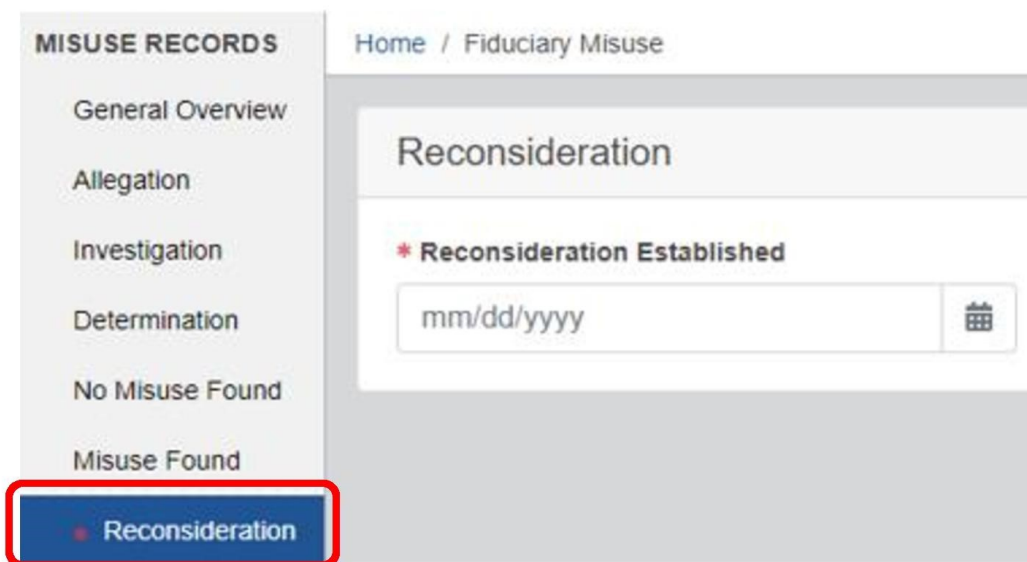 MISUSE RECORDS
General Overview
Allegation
Investigation
Determination
No Misuse Found
Misuse Found
* Reconsideration
Home / Fiduciary Misuse
Reconsideration
* Reconsideration Established
mm/dd/yyyy